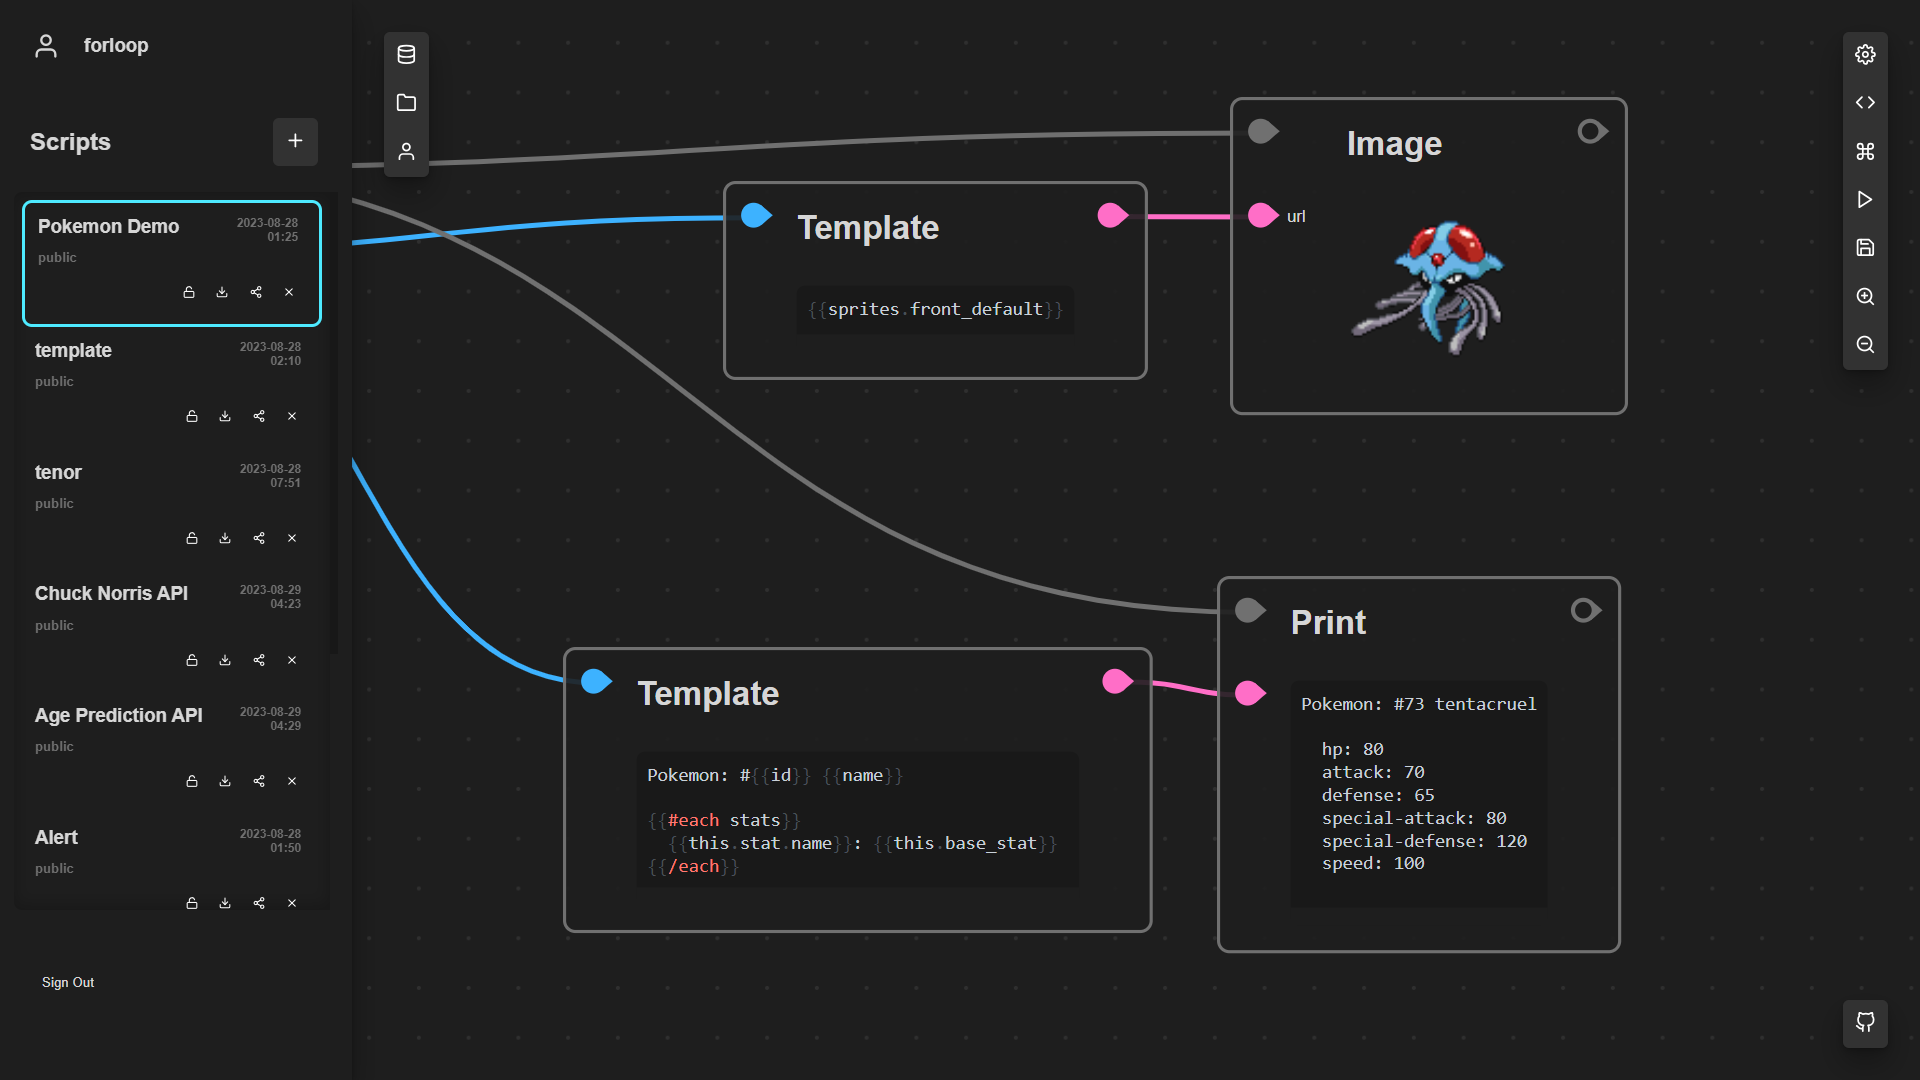 forloop
Scripts
Pokemon Demo
2023-08-28
01:25
public
template
2023-08-28
02:10
public
tenor
2023-08-28
07:51
public
Chuck Norris API
2023-08-29
04:23
public
Age Prediction API
2023-08-29
04:29
public
Alert
2023-08-28
01:50
public
Sign Out
Template
{{sprites.front_default}}
Image
url
Template
Pokemon: #{{id}} {{name}}
{{#each stats}}
{{this.stat.name}}: {{this.base_stat}}
{{/each}}
Print
Pokemon: #73 tentacruel
hp: 80
attack: 70
defense: 65
special-attack: 80
special-defense: 120
speed: 100